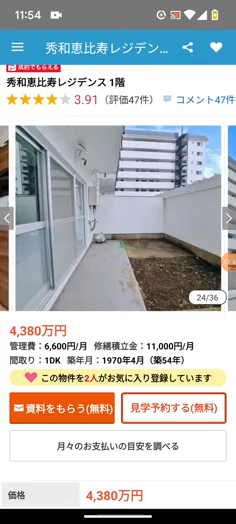 11:54
秀和恵比寿レジデン...
成約でもらえる
秀和恵比寿レジデンス 1階
3.91 (評価47件) コメント47件
24/36
4,380万円
管理費：6,600円/月 修繕積立金：11,000円/月
間取り：1DK 築年月：1970年4月（築54年）
この物件を2人がお気に入り登録しています
資料をもらう(無料)
見学予約する(無料)
月々のお支払いの目安を調べる
価格 4,380万円